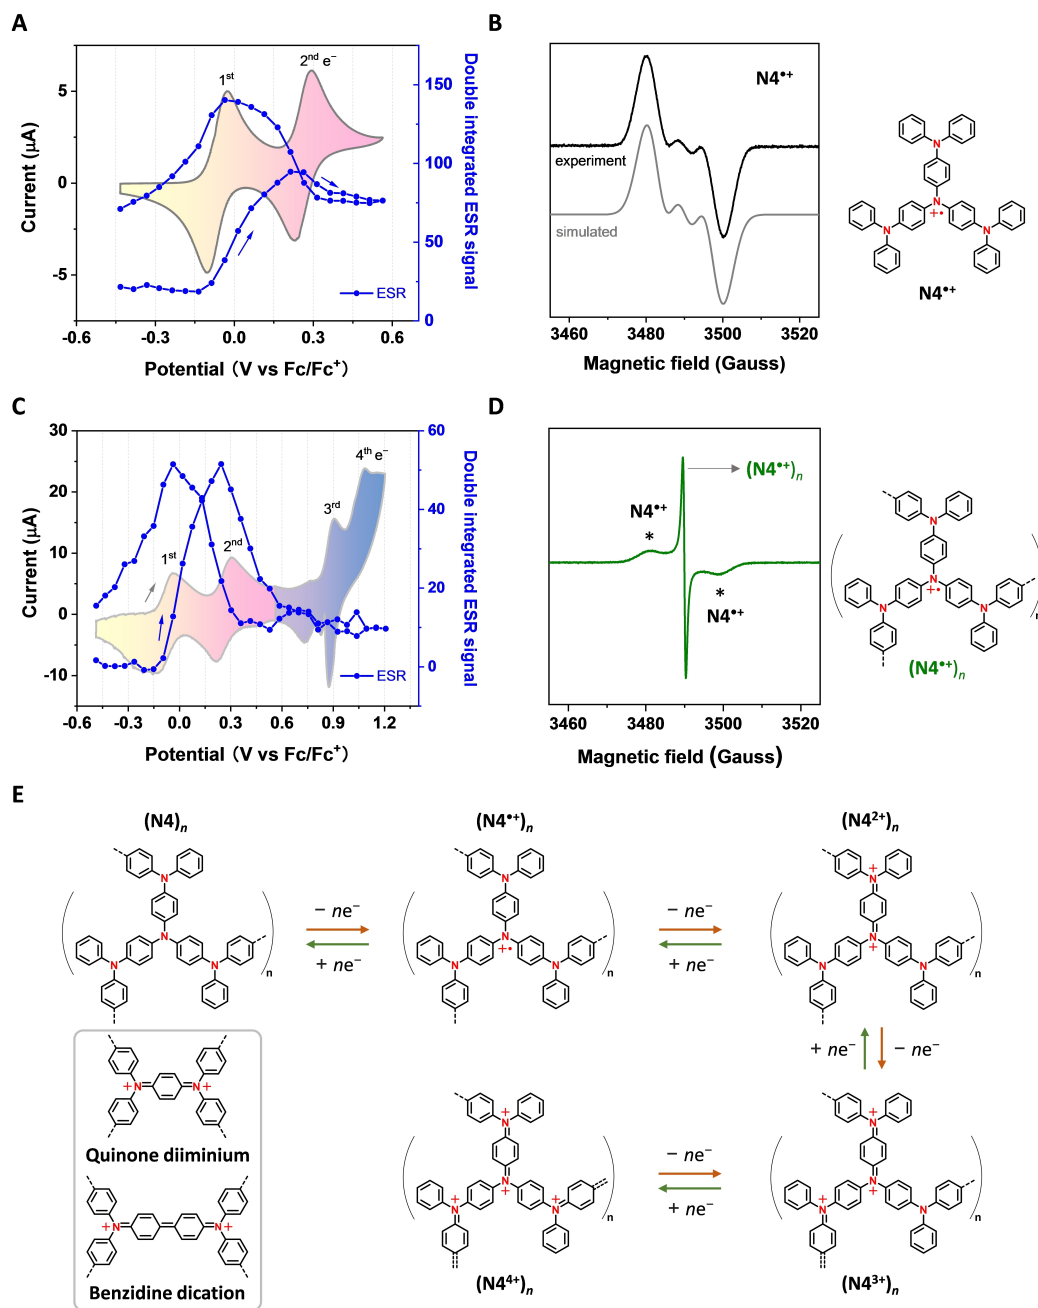 A
Current (μA)
5
0
-5
-0.6
-0.3
0.0
0.3
0.6
Potential (V vs Fc/Fc⁺)
Double integrated ESR signal
150
100
50
0
1st
2nd e⁻
ESR
B
N4•+
experiment
simulated
3460
3480
3500
3520
Magnetic field (Gauss)
N
N
N
N
+•
N4•+
C
Current (μA)
30
20
10
0
-10
-0.6
-0.3
0.0
0.3
0.6
0.9
1.2
Potential (V vs Fc/Fc⁺)
Double integrated ESR signal
60
40
20
0
1st
2nd
3rd
4th e⁻
ESR
D
(N4•+)n
N4•+
*
*
N4•+
3460
3480
3500
3520
Magnetic field (Gauss)
N
N
N
N
+•
n
(N4•+)n
E
(N4)n
N
N
N
N
n
− ne⁻
+ ne⁻
(N4•+)n
N
N
N
N
+•
n
− ne⁻
+ ne⁻
(N4²⁺)n
N
+
N
+
N
N
n
+ ne⁻
− ne⁻
+
N
N
+
Quinone diiminium
+
N
N
+
Benzidine dication
+
N
N
+
+
N
+
N
n
(N4⁴⁺)n
− ne⁻
+ ne⁻
+
N
N
+
+
N
N
n
(N4³⁺)n